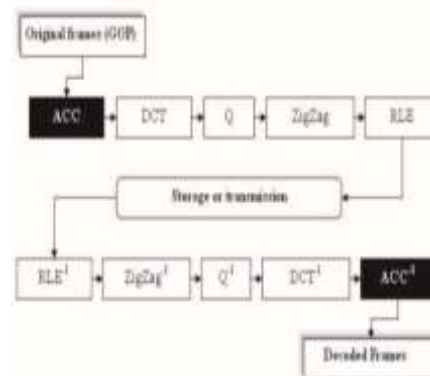 Original frames (GOP)
ACC DCT Q ZigZag RLE
Storage or transmission
RLE⁻¹ ZigZag⁻¹ Q⁻¹ DCT⁻¹ ACC⁻¹
Decoded Frames